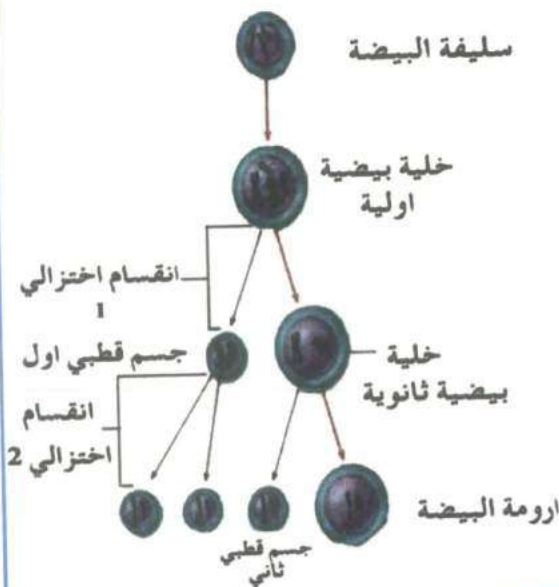 سليفة البيضة
خلية بيضية
اولية
انقسام اختزالي
1
جسم قطبي اول
خلية
بيضية ثانوية
انقسام
اختزالي 2
ارومة البيضة
جسم قطبي
ثاني